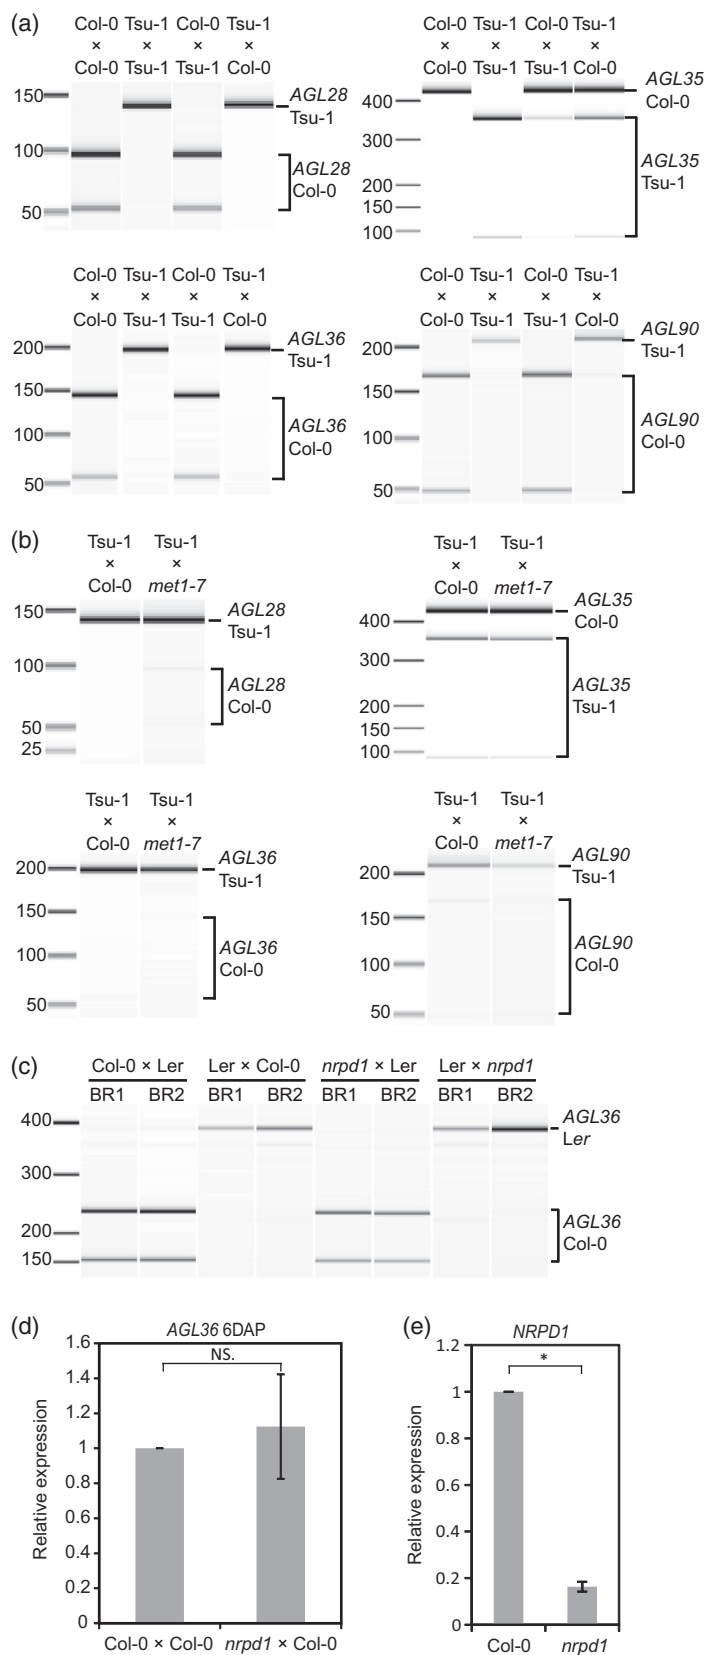 (a)
Col-0 Tsu-1 Col-0 Tsu-1
× × × ×
Col-0 Tsu-1 Tsu-1 Col-0
150
100
50
AGL28
Tsu-1
AGL28
Col-0
Col-0 Tsu-1 Col-0 Tsu-1
× × × ×
Col-0 Tsu-1 Tsu-1 Col-0
400
300
200
150
100
AGL35
Col-0
AGL35
Tsu-1
Col-0 Tsu-1 Col-0 Tsu-1
× × × ×
Col-0 Tsu-1 Tsu-1 Col-0
200
150
100
50
AGL36
Tsu-1
AGL36
Col-0
Col-0 Tsu-1 Col-0 Tsu-1
× × × ×
Col-0 Tsu-1 Tsu-1 Col-0
200
150
100
50
AGL90
Tsu-1
AGL90
Col-0
(b)
Tsu-1 Tsu-1
× ×
Col-0 met1-7
150
100
50
25
AGL28
Tsu-1
AGL28
Col-0
Tsu-1 Tsu-1
× ×
Col-0 met1-7
400
300
200
150
100
AGL35
Col-0
AGL35
Tsu-1
Tsu-1 Tsu-1
× ×
Col-0 met1-7
200
150
100
50
AGL36
Tsu-1
AGL36
Col-0
Tsu-1 Tsu-1
× ×
Col-0 met1-7
200
150
100
50
AGL90
Tsu-1
AGL90
Col-0
(c)
Col-0 × Ler Ler × Col-0 nrpd1 × Ler Ler × nrpd1
BR1 BR2 BR1 BR2 BR1 BR2 BR1 BR2
400
300
200
150
AGL36
Ler
AGL36
Col-0
(d)
AGL36 6DAP
NS.
Relative expression
1.6
1.4
1.2
1
0.8
0.6
0.4
0.2
0
Col-0 × Col-0 nrpd1 × Col-0
(e)
NRPD1
*
Relative expression
1.2
1
0.8
0.6
0.4
0.2
0
Col-0 nrpd1